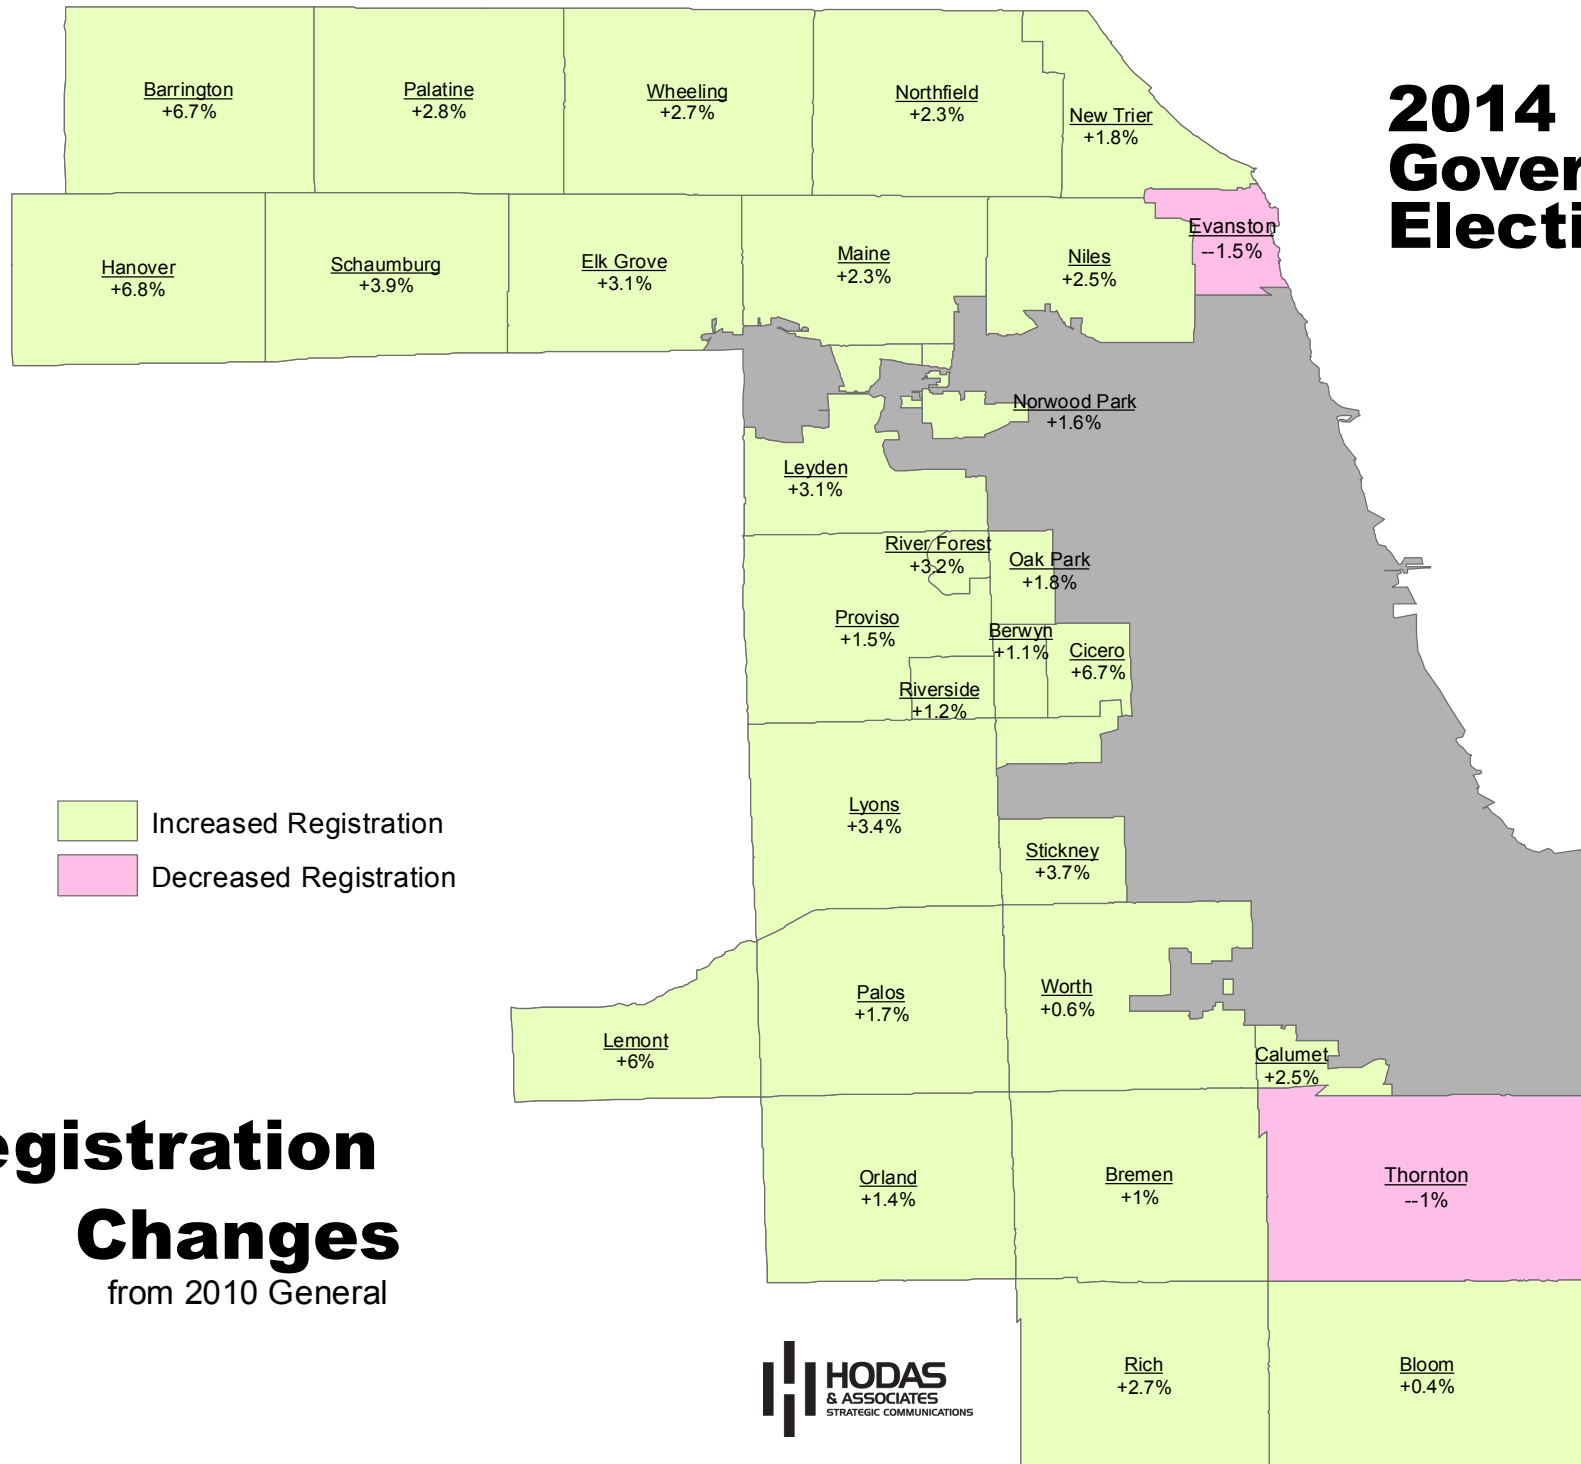 Barrington
+6.7%
Palatine
+2.8%
Wheeling
+2.7%
Northfield
+2.3%
New Trier
+1.8%
2014
Gover
Electi
Hanover
+6.8%
Schaumburg
+3.9%
Elk Grove
+3.1%
Maine
+2.3%
Niles
+2.5%
Evanston
--1.5%
Norwood Park
+1.6%
Leyden
+3.1%
River Forest
+3.2%
Oak Park
+1.8%
Proviso
+1.5%
Berwyn
+1.1%
Cicero
+6.7%
Riverside
+1.2%
Lyons
+3.4%
Stickney
+3.7%
Increased Registration
Decreased Registration
Palos
+1.7%
Worth
+0.6%
Lemont
+6%
Calumet
+2.5%
egistration
Changes
from 2010 General
Orland
+1.4%
Bremen
+1%
Thornton
--1%
Rich
+2.7%
Bloom
+0.4%
HODAS
& ASSOCIATES
STRATEGIC COMMUNICATIONS